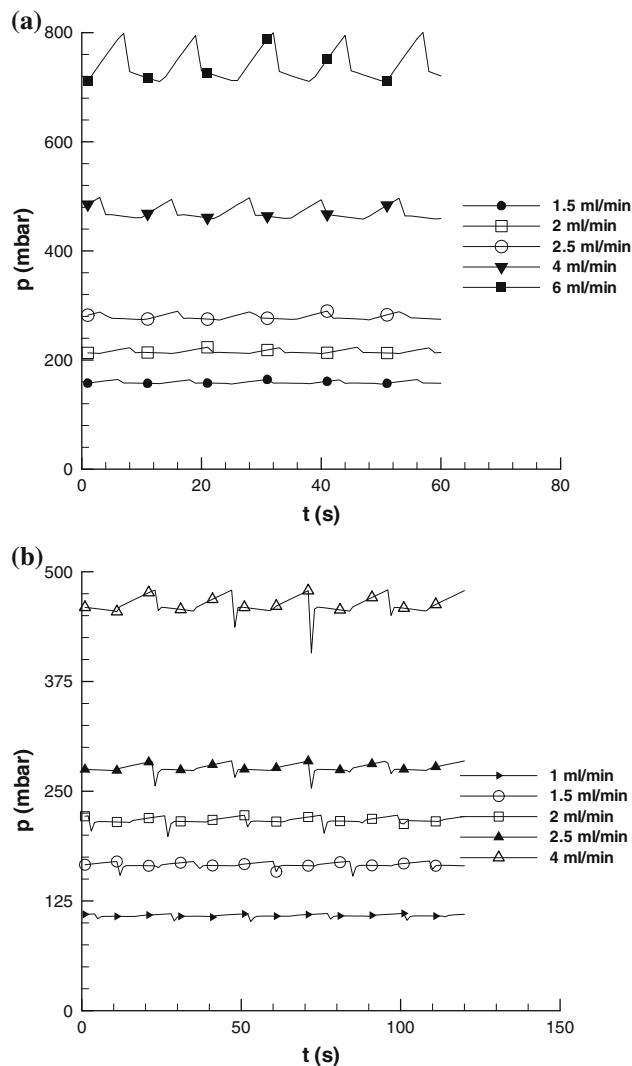 (a)
800
600
400
200
0
p (mbar)
0 20 40 60 80
t (s)
1.5 ml/min
2 ml/min
2.5 ml/min
4 ml/min
6 ml/min
(b)
500
375
250
125
0
p (mbar)
0 50 100 150
t (s)
1 ml/min
1.5 ml/min
2 ml/min
2.5 ml/min
4 ml/min